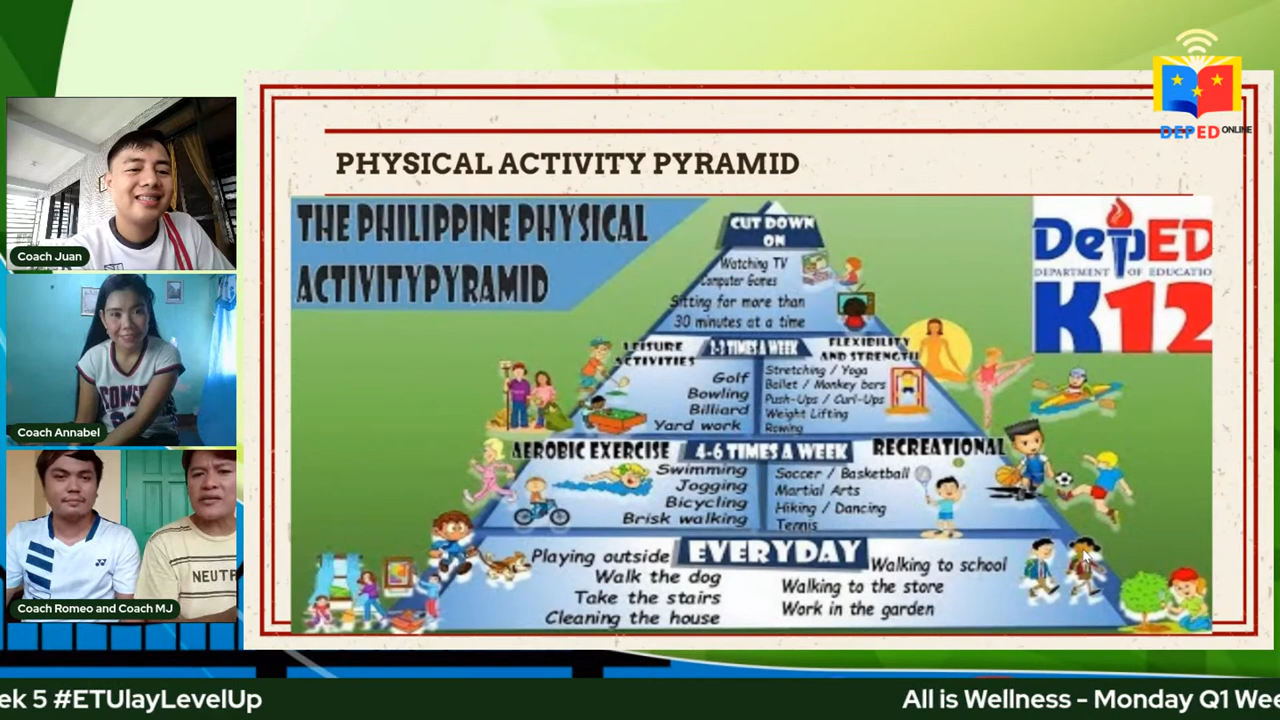 DEPED ONLINE
PHYSICAL ACTIVITY PYRAMID
THE PHILIPPINE PHYSICAL
ACTIVITY PYRAMID
DepED
DEPARTMENT OF EDUCATIO
K12
CUT DOWN
ON
Watching TV
Computer Games
Sitting for more than
30 minutes at a time
LEISURE
ACTIVITIES
2-3 TIMES A WEEK
FLEXIBILITY
AND STRENGTH
Golf
Bowling
Billiard
Yard work
Stretching / Yoga
Ballet / Monkey bars
Push-Ups / Curl-Ups
Weight Lifting
Rowing
AEROBIC EXERCISE
4-6 TIMES A WEEK
RECREATIONAL
Swimming
Jogging
Bicycling
Brisk walking
Soccer / Basketball
Martial Arts
Hiking / Dancing
Tennis
EVERYDAY
Playing outside
Walk the dog
Take the stairs
Cleaning the house
Walking to school
Walking to the store
Work in the garden
Coach Juan
Coach Annabel
NEUTR
Coach Romeo and Coach MJ
ek 5 #ETUlayLevelUp
All is Wellness - Monday Q1 Wee